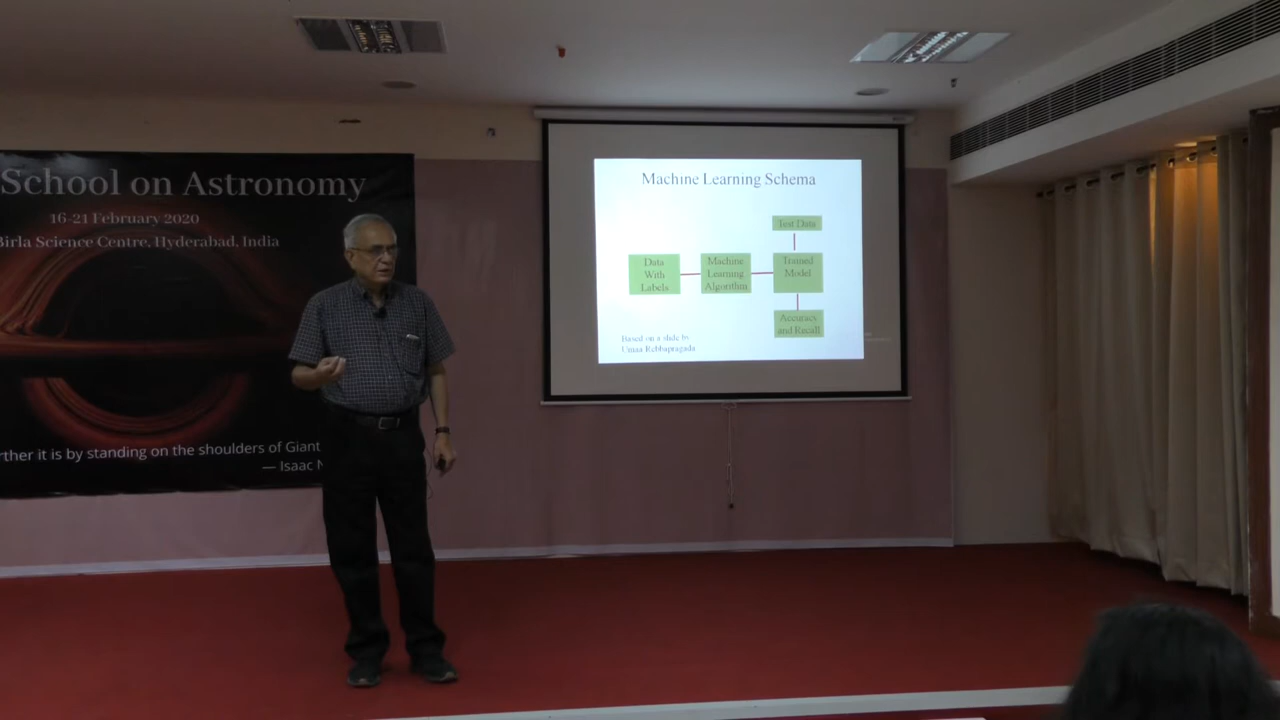 School on Astronomy
16-21 February 2020
Birla Science Centre, Hyderabad, India
rther it is by standing on the shoulders of Giant
— Isaac N
Machine Learning Schema
Test Data
Data
With
Labels
Machine
Learning
Algorithm
Trained
Model
Accuracy
and Recall
Based on a slide by
Umaa Rebbapragada